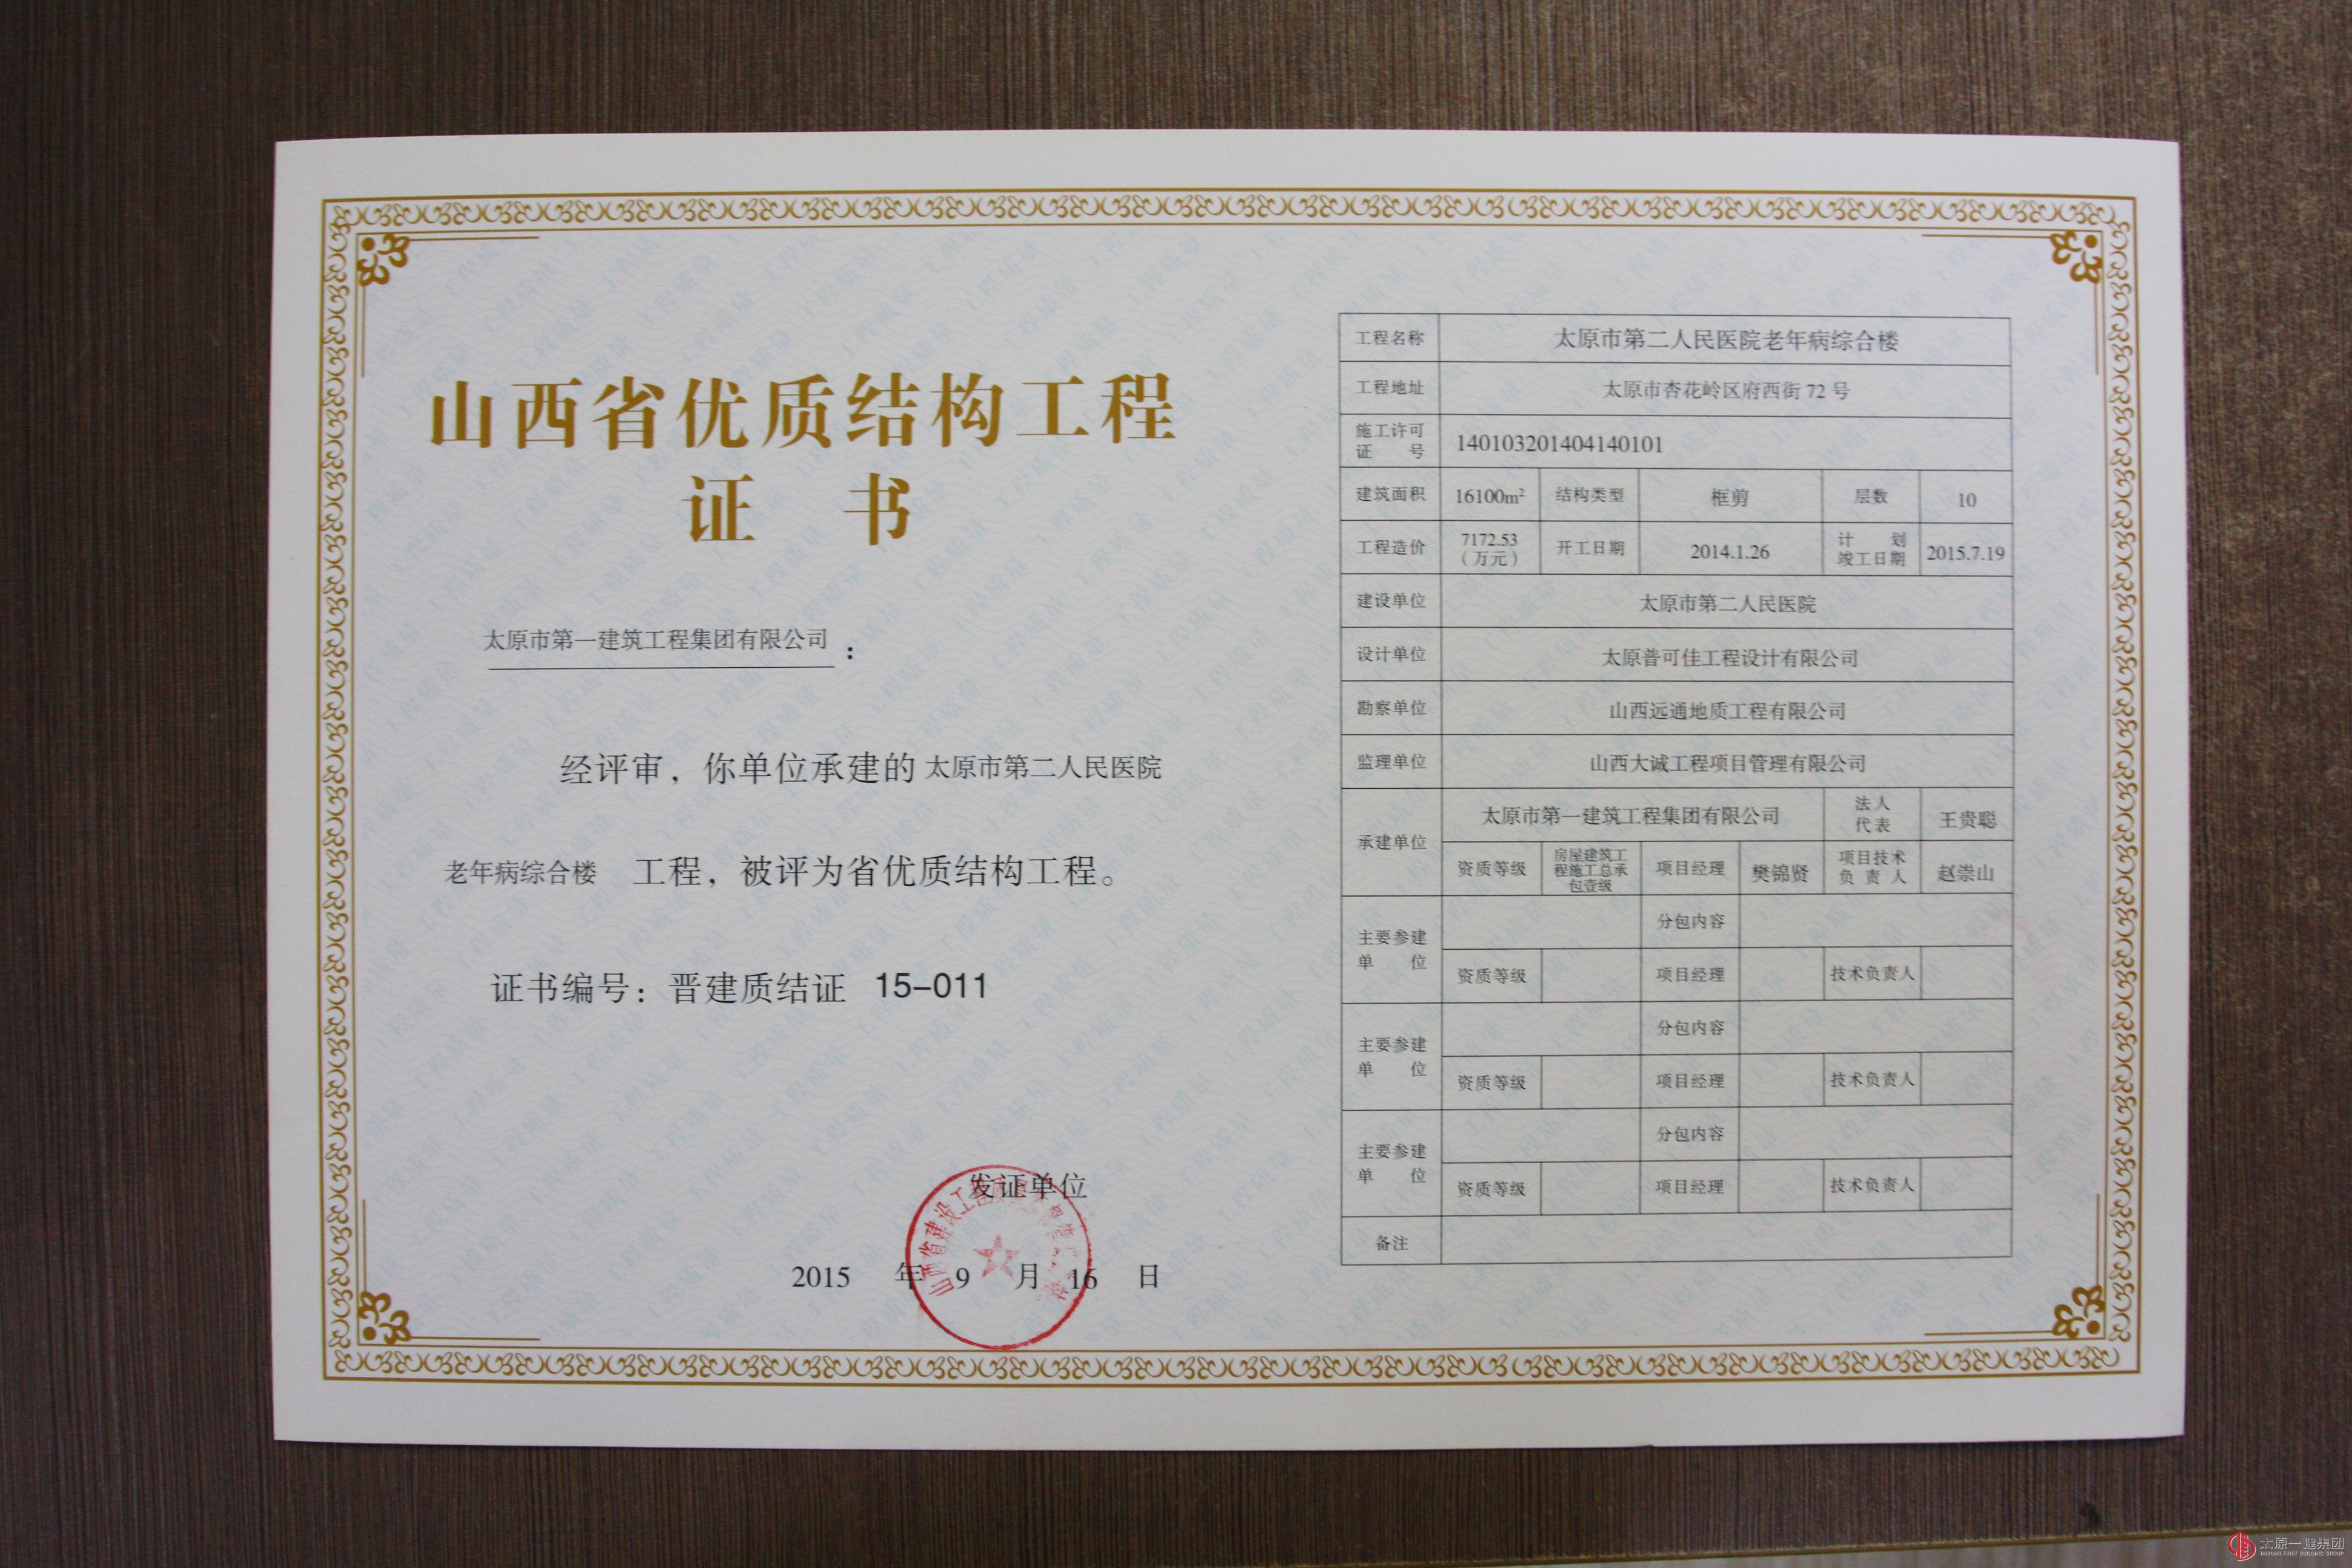 山西省优质结构工程
证 书
太原市第一建筑工程集团有限公司：
经评审，你单位承建的 太原市第二人民医院
老年病综合楼 工程，被评为省优质结构工程。
证书编号：晋建质结证 15-011
发证单位
2015 年 9 月 16 日
山西省建设工程
工程名称 太原市第二人民医院老年病综合楼
工程地址 太原市杏花岭区府西街 72 号
施工许可
证 号 140103201404140101
建筑面积 16100m² 结构类型 框剪 层数 10
工程造价 7172.53
（万元） 开工日期 2014.1.26 计 划
竣工日期 2015.7.19
建设单位 太原市第二人民医院
设计单位 太原普可佳工程设计有限公司
勘察单位 山西远通地质工程有限公司
监理单位 山西大诚工程项目管理有限公司
承建单位 太原市第一建筑工程集团有限公司 法人
代表 王贵聪
资质等级 房屋建筑工
程施工总承
包壹级 项目经理 樊锦贤 项目技术
负 责 人 赵崇山
主要参建
单 位 分包内容
资质等级 项目经理 技术负责人
主要参建
单 位 分包内容
资质等级 项目经理 技术负责人
主要参建
单 位 分包内容
资质等级 项目经理 技术负责人
备注
太原一建集团
TAIYUAN FIRST BUILDING GROUP